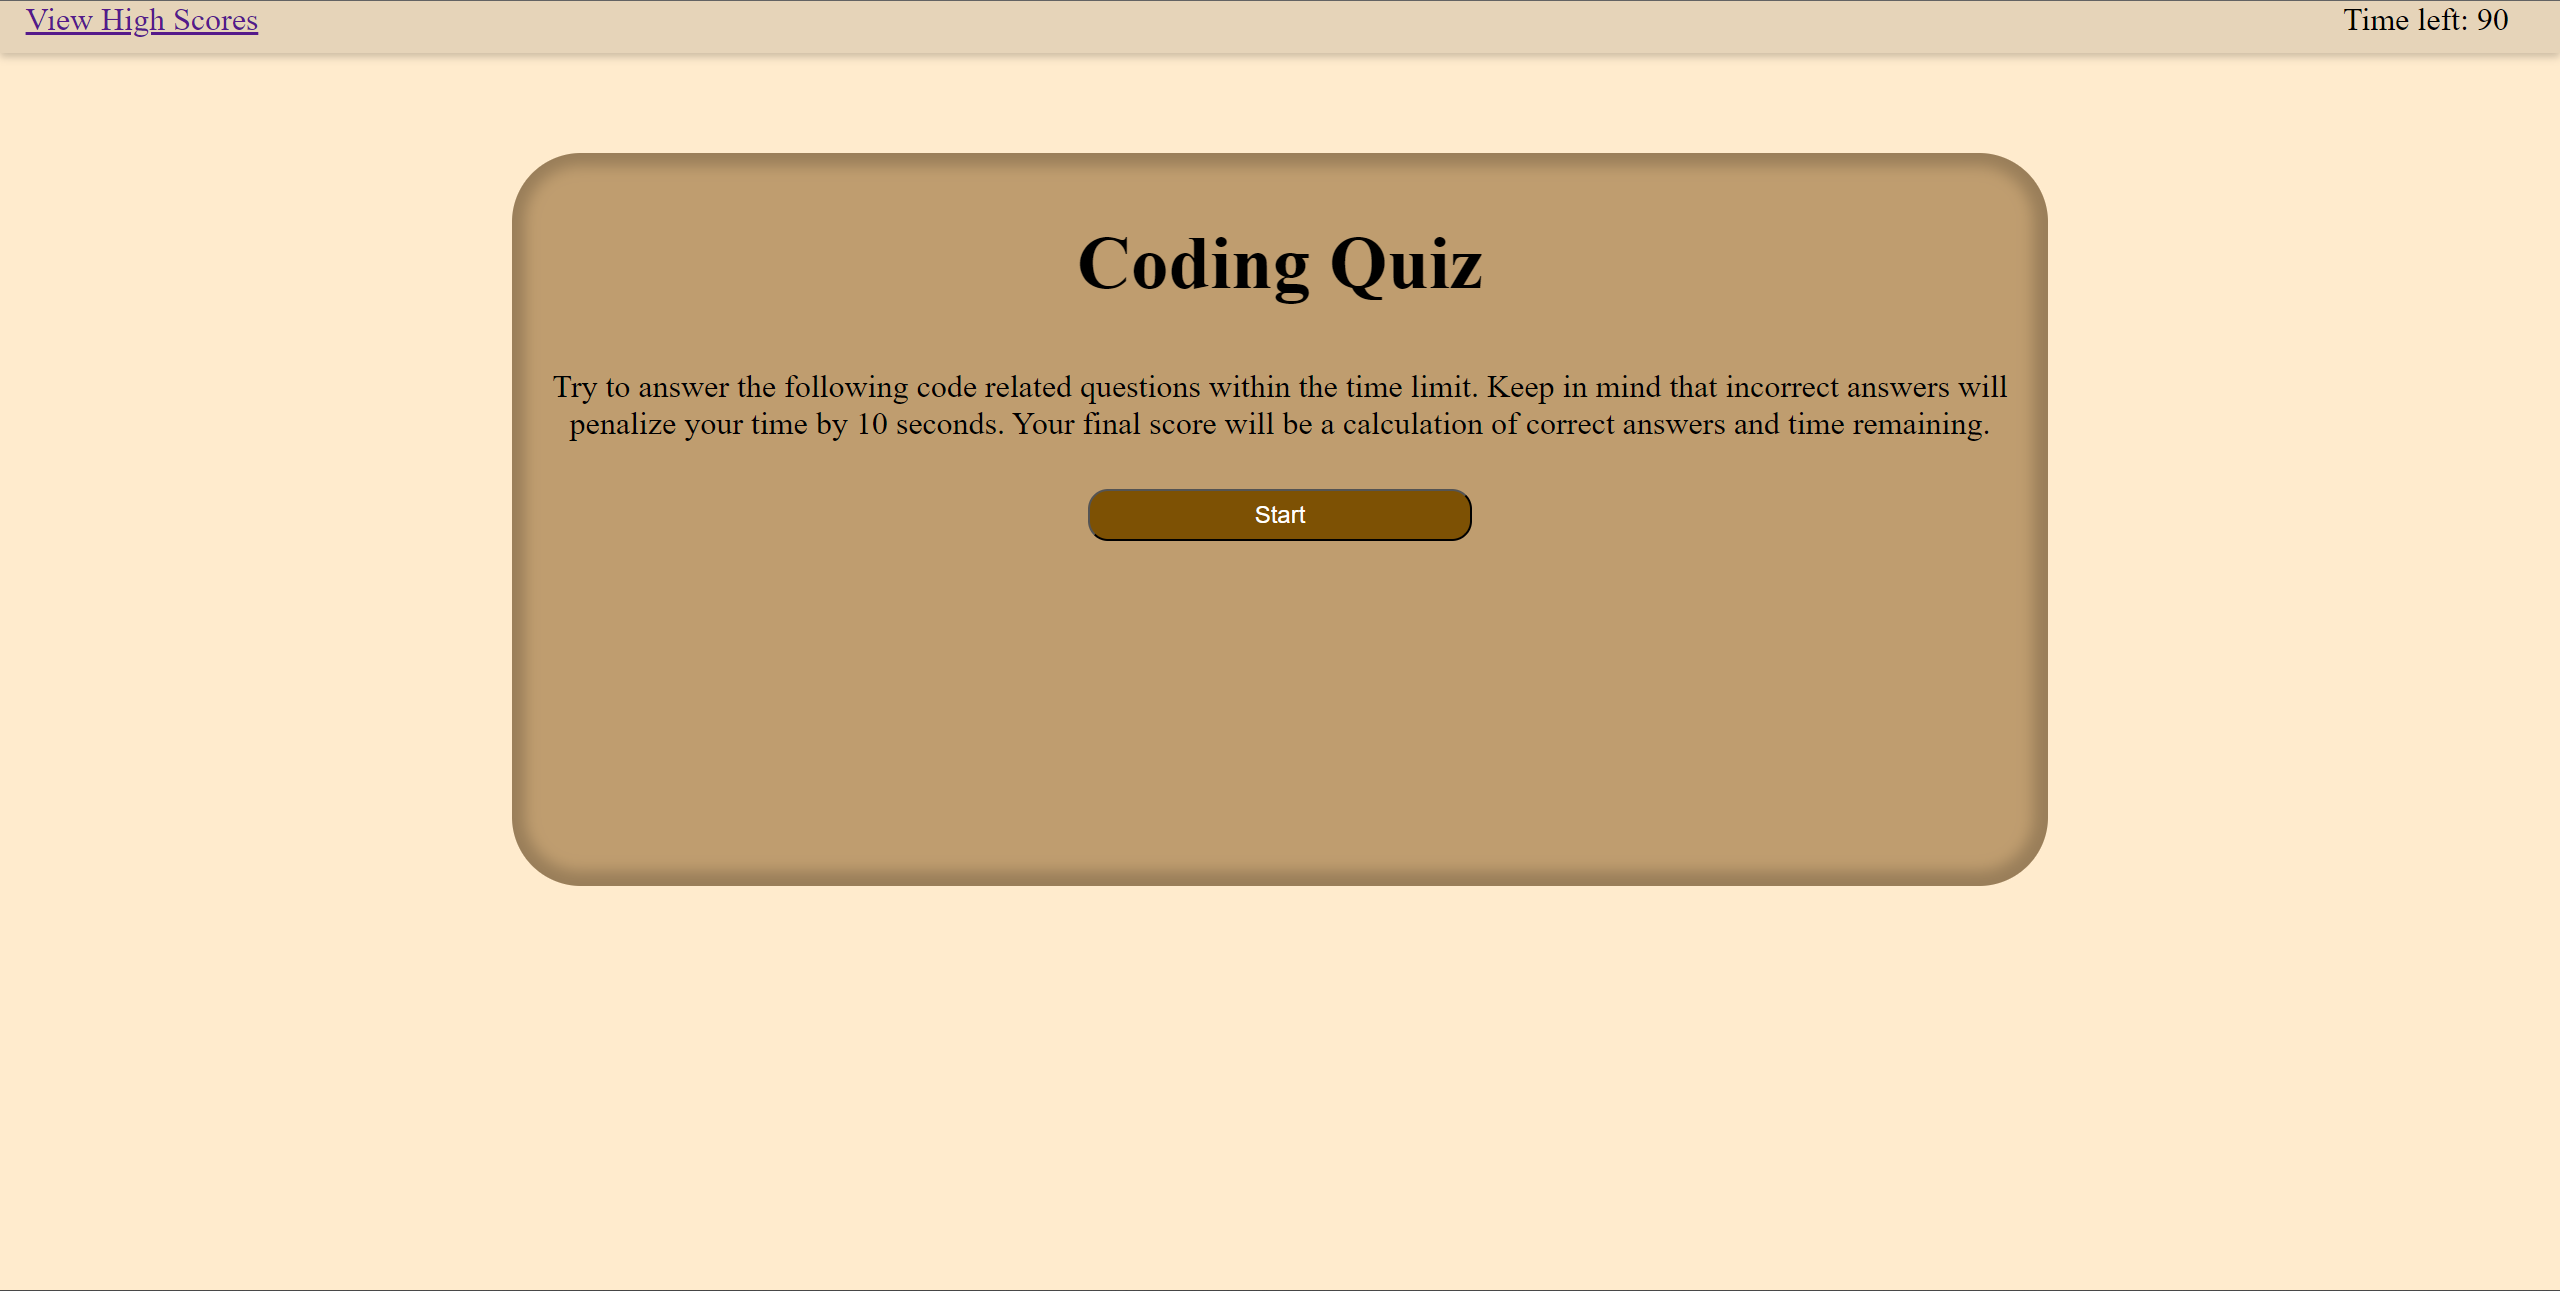 View High Scores
Time left: 90
Coding Quiz
Try to answer the following code related questions within the time limit. Keep in mind that incorrect answers will
penalize your time by 10 seconds. Your final score will be a calculation of correct answers and time remaining.
Start